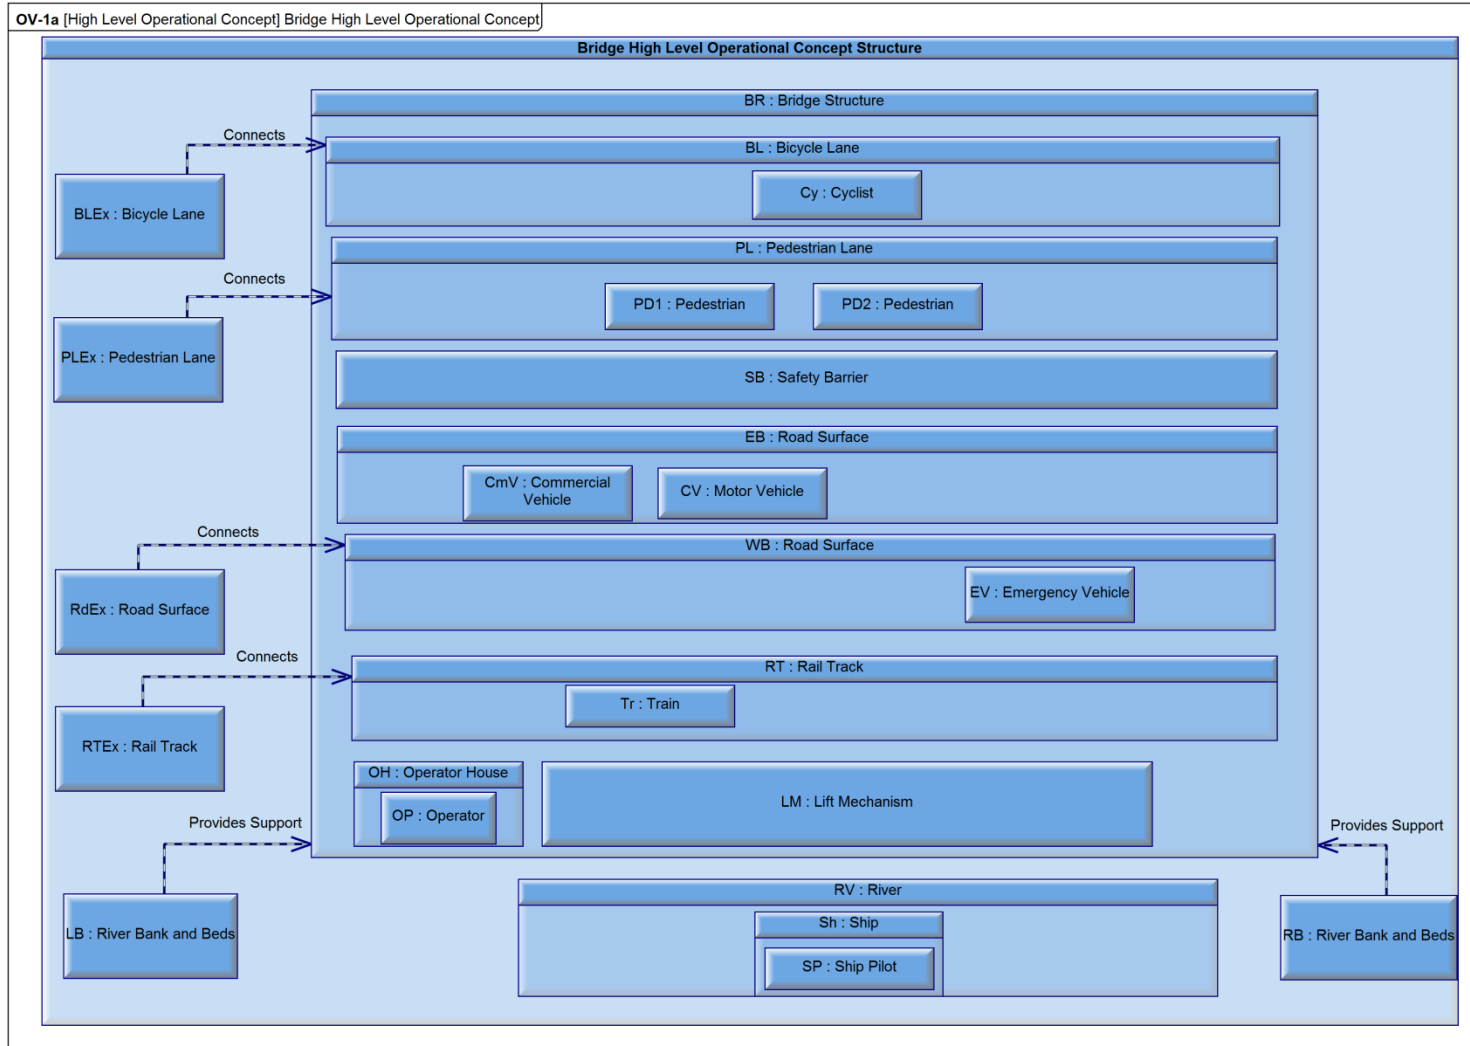 OV-1a [High Level Operational Concept] Bridge High Level Operational Concept
Bridge High Level Operational Concept Structure
BR : Bridge Structure
Connects
BL : Bicycle Lane
Cy : Cyclist
BLEx : Bicycle Lane
PL : Pedestrian Lane
Connects
PD1 : Pedestrian
PD2 : Pedestrian
PLEx : Pedestrian Lane
SB : Safety Barrier
EB : Road Surface
CmV : Commercial
Vehicle
CV : Motor Vehicle
Connects
WB : Road Surface
EV : Emergency Vehicle
RdEx : Road Surface
Connects
RT : Rail Track
Tr : Train
RTEx : Rail Track
OH : Operator House
OP : Operator
LM : Lift Mechanism
Provides Support
Provides Support
RV : River
Sh : Ship
SP : Ship Pilot
LB : River Bank and Beds
RB : River Bank and Beds